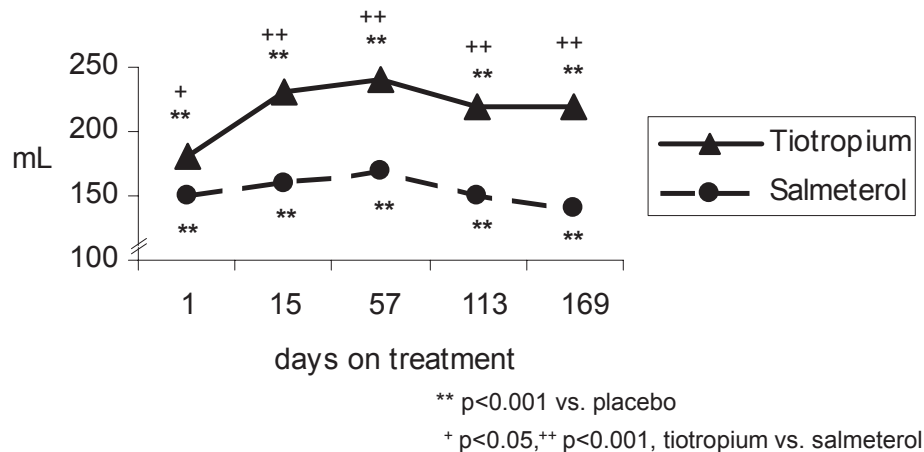 ++
++ ** ++ ++
** ** **
250
+
**
200
mL
150
** ** ** ** **
100
1 15 57 113 169
days on treatment
Tiotropium
Salmeterol
** p<0.001 vs. placebo
+ p<0.05,++ p<0.001, tiotropium vs. salmeterol